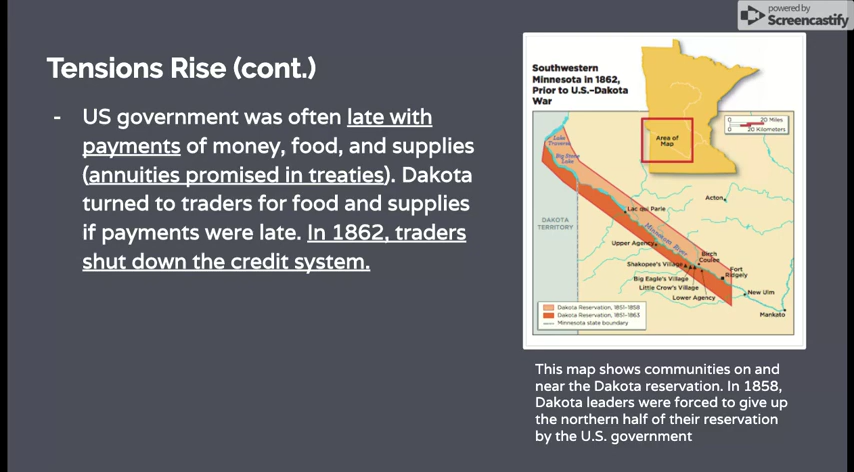 powered by
Screencastify
Tensions Rise (cont.)
- US government was often late with
payments of money, food, and supplies
(annuities promised in treaties). Dakota
turned to traders for food and supplies
if payments were late. In 1862, traders
shut down the credit system.
Southwestern
Minnesota in 1862,
Prior to U.S.–Dakota
War
Area of
Map
0 20 Miles
0 20 Kilometers
Lake
Traverse
Big Stone
Lake
Acton
Lac qui Parle
DAKOTA
TERRITORY
Minnesota River
Upper Agency
Birch
Coulee
Shakopee's Village
Fort
Ridgely
Big Eagle's Village
Little Crow's Village
New Ulm
Lower Agency
Mankato
Dakota Reservation, 1851-1858
Dakota Reservation, 1851-1863
Minnesota state boundary
This map shows communities on and
near the Dakota reservation. In 1858,
Dakota leaders were forced to give up
the northern half of their reservation
by the U.S. government